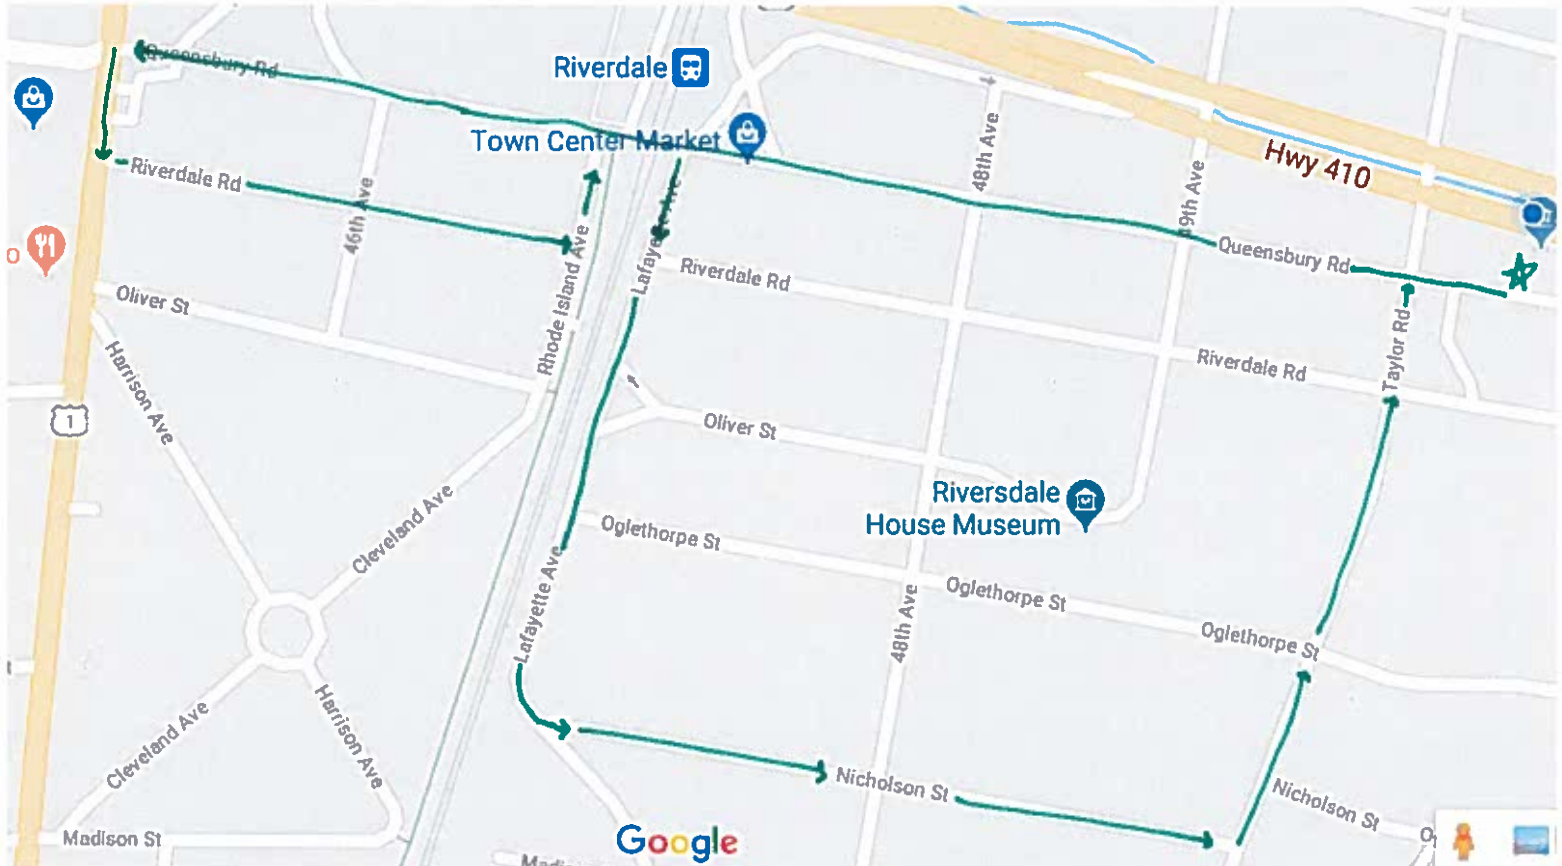 Queensbury Rd
Riverdale
Town Center Market
Hwy 410
48th Ave
49th Ave
Riverdale Rd
46th Ave
Lafayette Ave
Queensbury Rd
Riverdale Rd
Rhode Island Ave
Oliver St
Taylor Rd
Riverdale Rd
Harrison Ave
1
Oliver St
Riversdale
House Museum
Cleveland Ave
Oglethorpe St
Oglethorpe St
Lafayette Ave
48th Ave
Oglethorpe St
Cleveland Ave
Harrison Ave
Nicholson St
Nicholson St
Madison St
Google